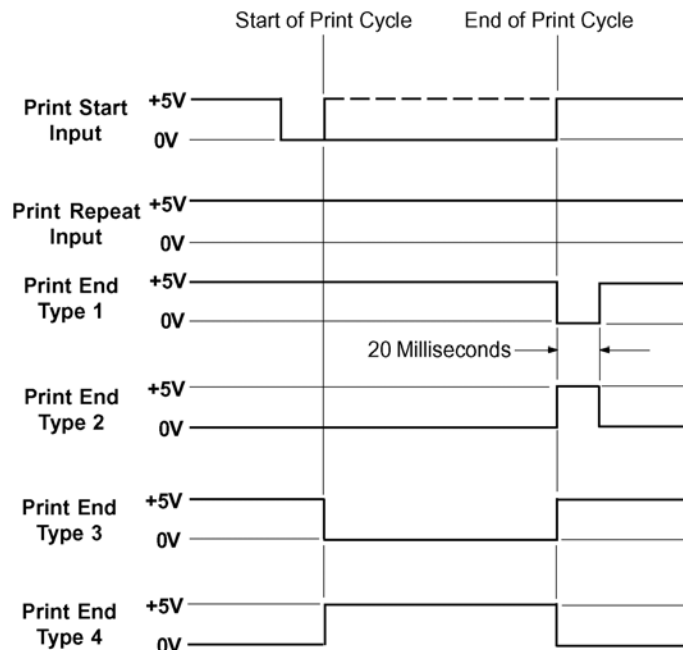 Start of Print Cycle End of Print Cycle
Print Start
Input
+5V
0V
Print Repeat
Input
+5V
0V
Print End
Type 1
+5V
0V
20 Milliseconds
Print End
Type 2
+5V
0V
Print End
Type 3
+5V
0V
Print End
Type 4
+5V
0V